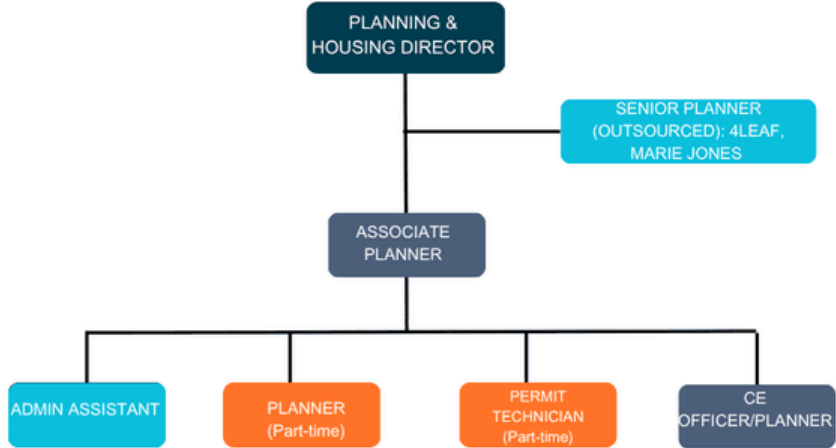 PLANNING &
HOUSING DIRECTOR
SENIOR PLANNER
(OUTSOURCED): 4LEAF,
MARIE JONES
ASSOCIATE
PLANNER
ADMIN ASSISTANT
PLANNER
(Part-time)
PERMIT
TECHNICIAN
(Part-time)
CE
OFFICER/PLANNER